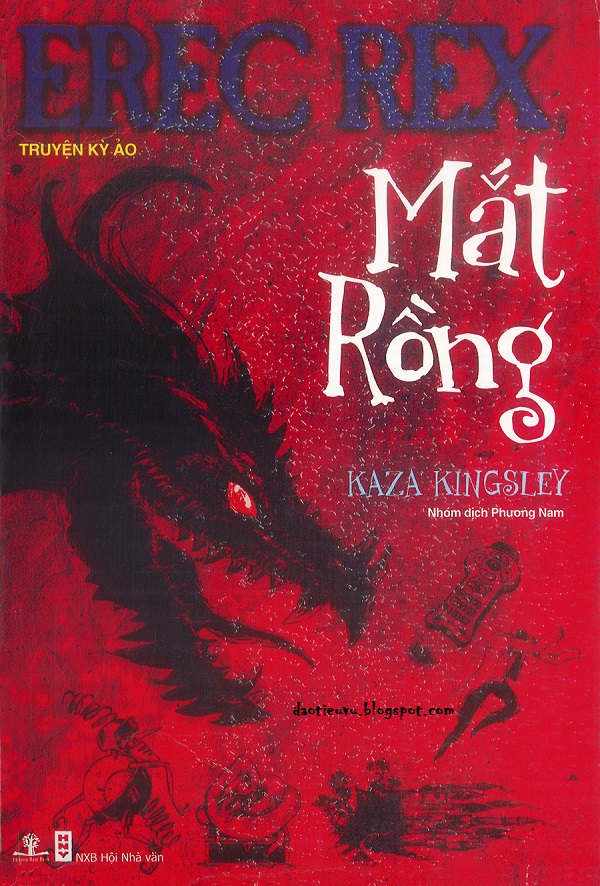 EREC REX
TRUYỆN KỲ ẢO
Mắt
Rồng
KAZA KINGSLEY
Nhóm dịch Phương Nam
daotieuvu.blogspot.com
HNV
NXB Hội Nhà văn